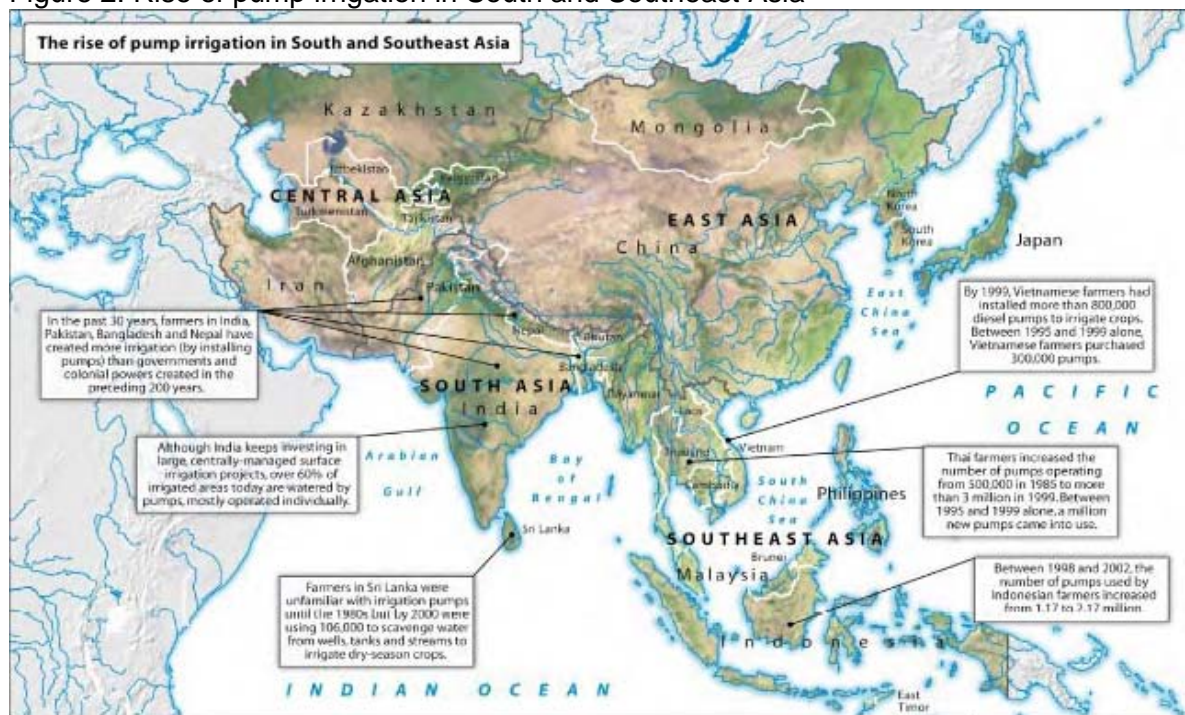 Figure 2: Rise of pump irrigation in South and Southeast Asia
The rise of pump irrigation in South and Southeast Asia
Kazakhstan
Mongolia
Uzbekistan
CENTRAL ASIA
Turkmenistan
Tajikistan
North
Korea
South
Korea
EAST ASIA
China
Japan
Afghanistan
Iran
Pakistan
Nepal
Bhutan
Bangladesh
East
China
Sea
By 1999, Vietnamese farmers had
installed more than 800,000
diesel pumps to irrigate crops.
Between 1995 and 1999 alone,
Vietnamese farmers purchased
300,000 pumps.
In the past 30 years, farmers in India,
Pakistan, Bangladesh and Nepal have
created more irrigation (by installing
pumps) than governments and
colonial powers created in the
preceding 200 years.
SOUTH ASIA
India
Myanmar
Laos
Thailand
Vietnam
Cambodia
PACIFIC
OCEAN
Although India keeps investing in
large, centrally-managed surface
irrigation projects, over 60% of
irrigated areas today are watered by
pumps, mostly operated individually.
Arabian
Gulf
Bay
of
Bengal
South
China
Sea
Philippines
Thai farmers increased the
number of pumps operating
from 500,000 in 1985 to more
than 3 million in 1999. Between
1995 and 1999 alone, a million
new pumps came into use.
Sri Lanka
SOUTHEAST ASIA
Brunei
Malaysia
Farmers in Sri Lanka were
unfamiliar with irrigation pumps
until the 1980s but by 2000 were
using 106,000 to scavenge water
from wells, tanks and streams to
irrigate dry-season crops.
Between 1998 and 2002, the
number of pumps used by
Indonesian farmers increased
from 1.17 to 2.17 million.
Indonesia
INDIAN OCEAN
East
Timor